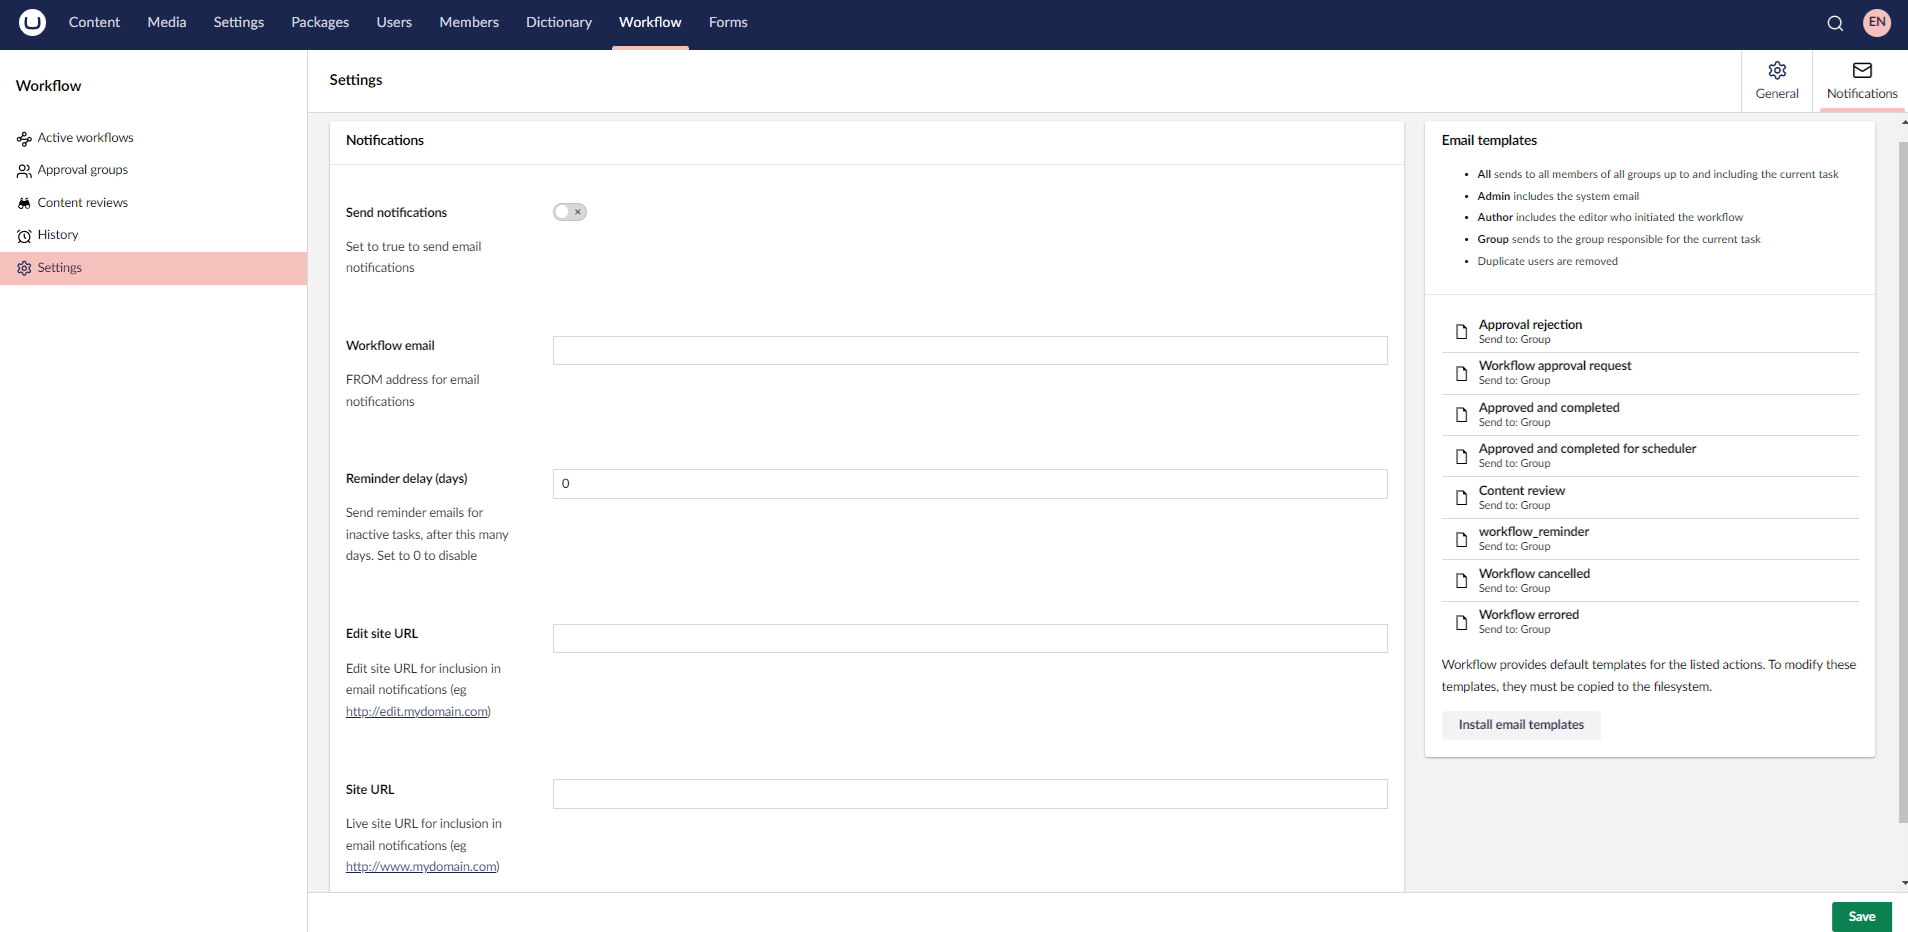 Content Media Settings Packages Users Members Dictionary Workflow Forms EN
Workflow
Active workflows
Approval groups
Content reviews
History
Settings
Settings
General
Notifications
Notifications
Send notifications
Set to true to send email
notifications
Workflow email
FROM address for email
notifications
Reminder delay (days)
0
Send reminder emails for
inactive tasks, after this many
days. Set to 0 to disable
Edit site URL
Edit site URL for inclusion in
email notifications (eg
http://edit.mydomain.com)
Site URL
Live site URL for inclusion in
email notifications (eg
http://www.mydomain.com)
Email templates
All sends to all members of all groups up to and including the current task
Admin includes the system email
Author includes the editor who initiated the workflow
Group sends to the group responsible for the current task
Duplicate users are removed
Approval rejection
Send to: Group
Workflow approval request
Send to: Group
Approved and completed
Send to: Group
Approved and completed for scheduler
Send to: Group
Content review
Send to: Group
workflow_reminder
Send to: Group
Workflow cancelled
Send to: Group
Workflow errored
Send to: Group
Workflow provides default templates for the listed actions. To modify these
templates, they must be copied to the filesystem.
Install email templates
Save